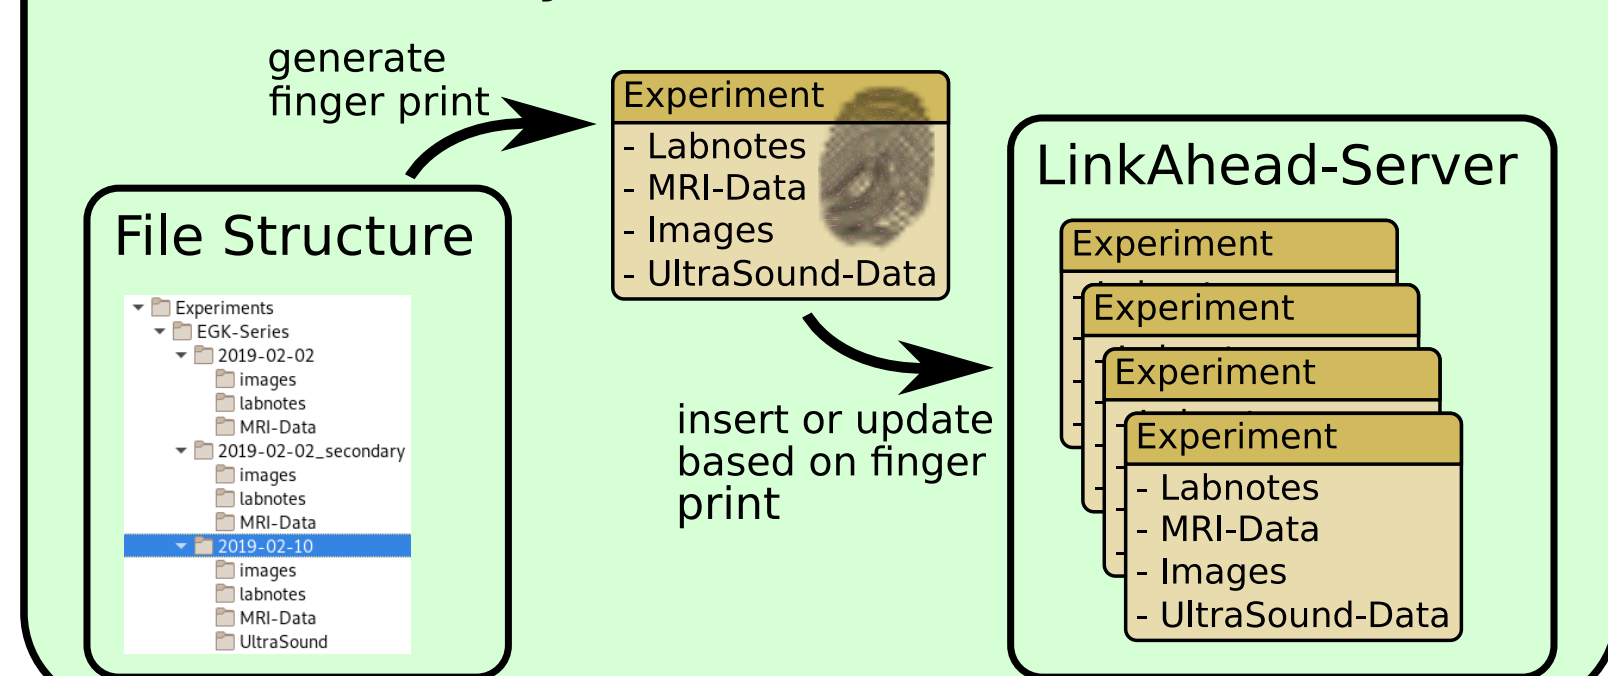 generate
finger print
Experiment
- Labnotes
- MRI-Data
- Images
- UltraSound-Data
File Structure
Experiments
EGK-Series
2019-02-02
images
labnotes
MRI-Data
2019-02-02_secondary
images
labnotes
MRI-Data
2019-02-10
images
labnotes
MRI-Data
UltraSound
insert or update
based on finger
print
LinkAhead-Server
Experiment
Experiment
Experiment
Experiment
- Labnotes
- MRI-Data
- Images
- UltraSound-Data